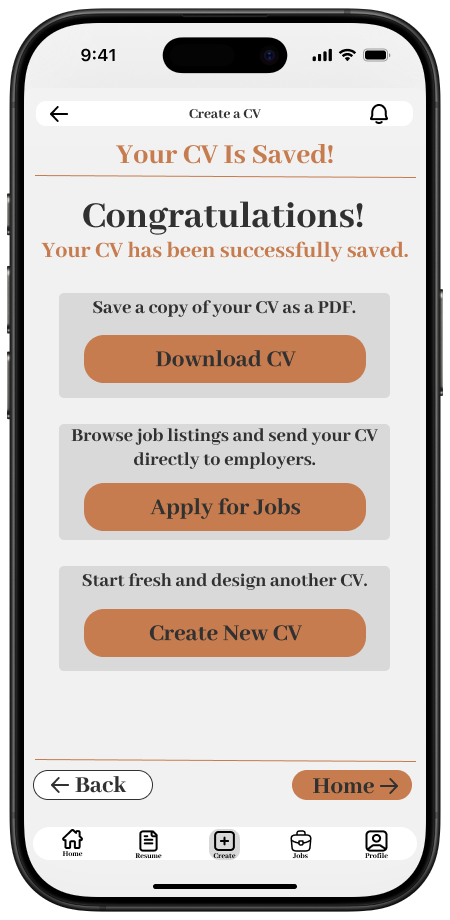 9:41
Create a CV
Your CV Is Saved!
Congratulations!
Your CV has been successfully saved.
Save a copy of your CV as a PDF.
Download CV
Browse job listings and send your CV
directly to employers.
Apply for Jobs
Start fresh and design another CV.
Create New CV
Back
Home
Home
Resume
Create
Jobs
Profile